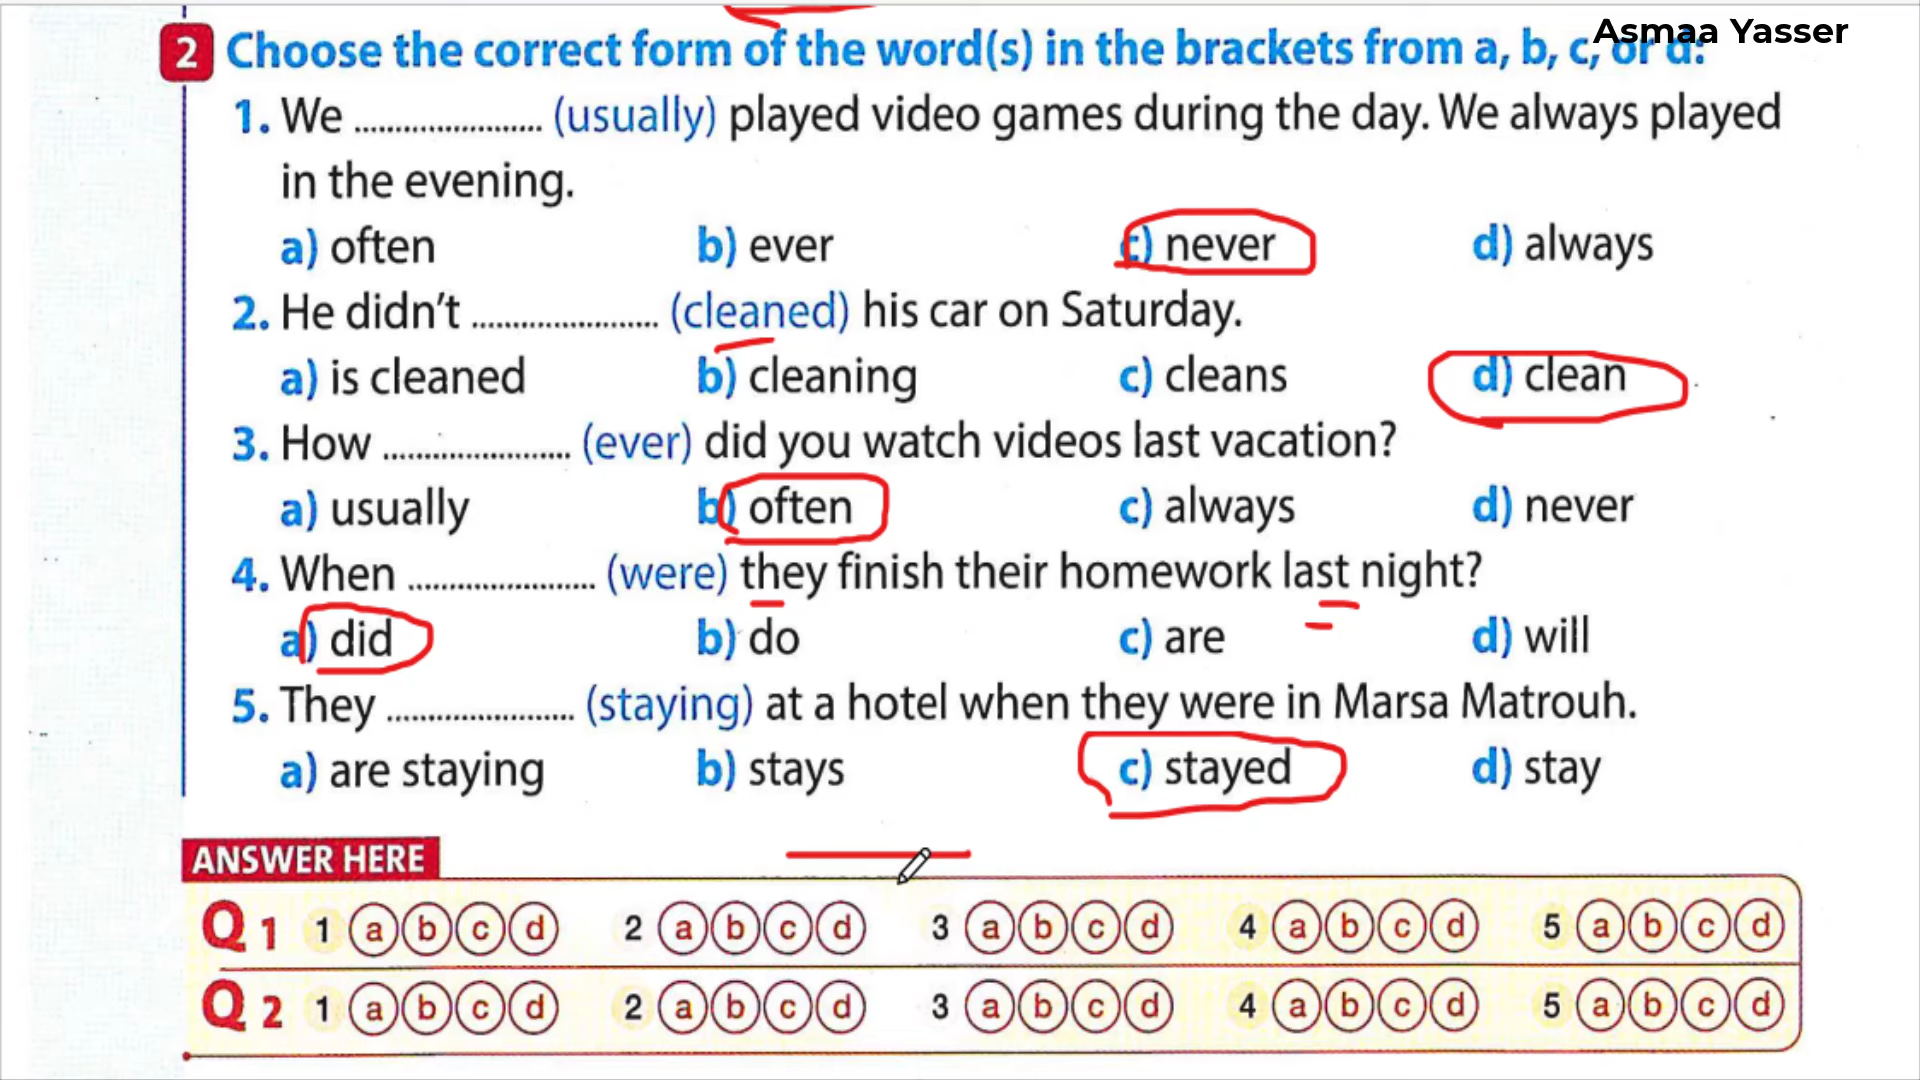 Asmaa Yasser
2 Choose the correct form of the word(s) in the brackets from a, b, c, or d:
1. We ...................... (usually) played video games during the day. We always played
in the evening.
a) often b) ever c) never d) always
2. He didn't ...................... (cleaned) his car on Saturday.
a) is cleaned b) cleaning c) cleans d) clean
3. How ...................... (ever) did you watch videos last vacation?
a) usually b) often c) always d) never
4. When ...................... (were) they finish their homework last night?
a) did b) do c) are d) will
5. They ...................... (staying) at a hotel when they were in Marsa Matrouh.
a) are staying b) stays c) stayed d) stay
ANSWER HERE
Q 1 1 a b c d 2 a b c d 3 a b c d 4 a b c d 5 a b c d
Q 2 1 a b c d 2 a b c d 3 a b c d 4 a b c d 5 a b c d